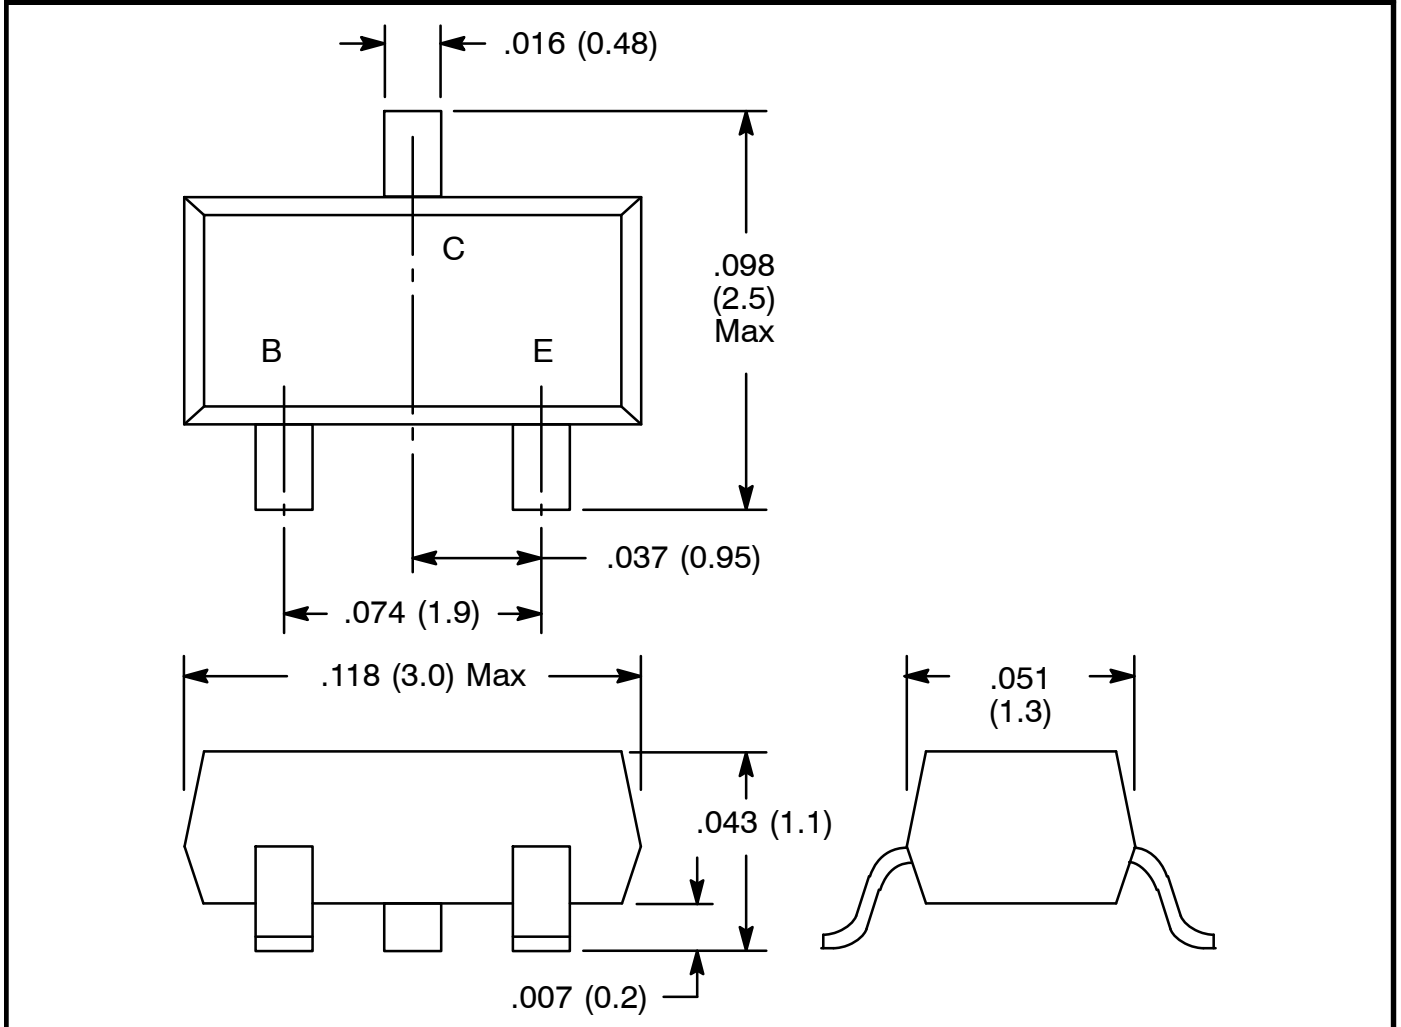 .016 (0.48)
C
.098
(2.5)
Max
B
E
.037 (0.95)
.074 (1.9)
.118 (3.0) Max
.051
(1.3)
.043 (1.1)
.007 (0.2)